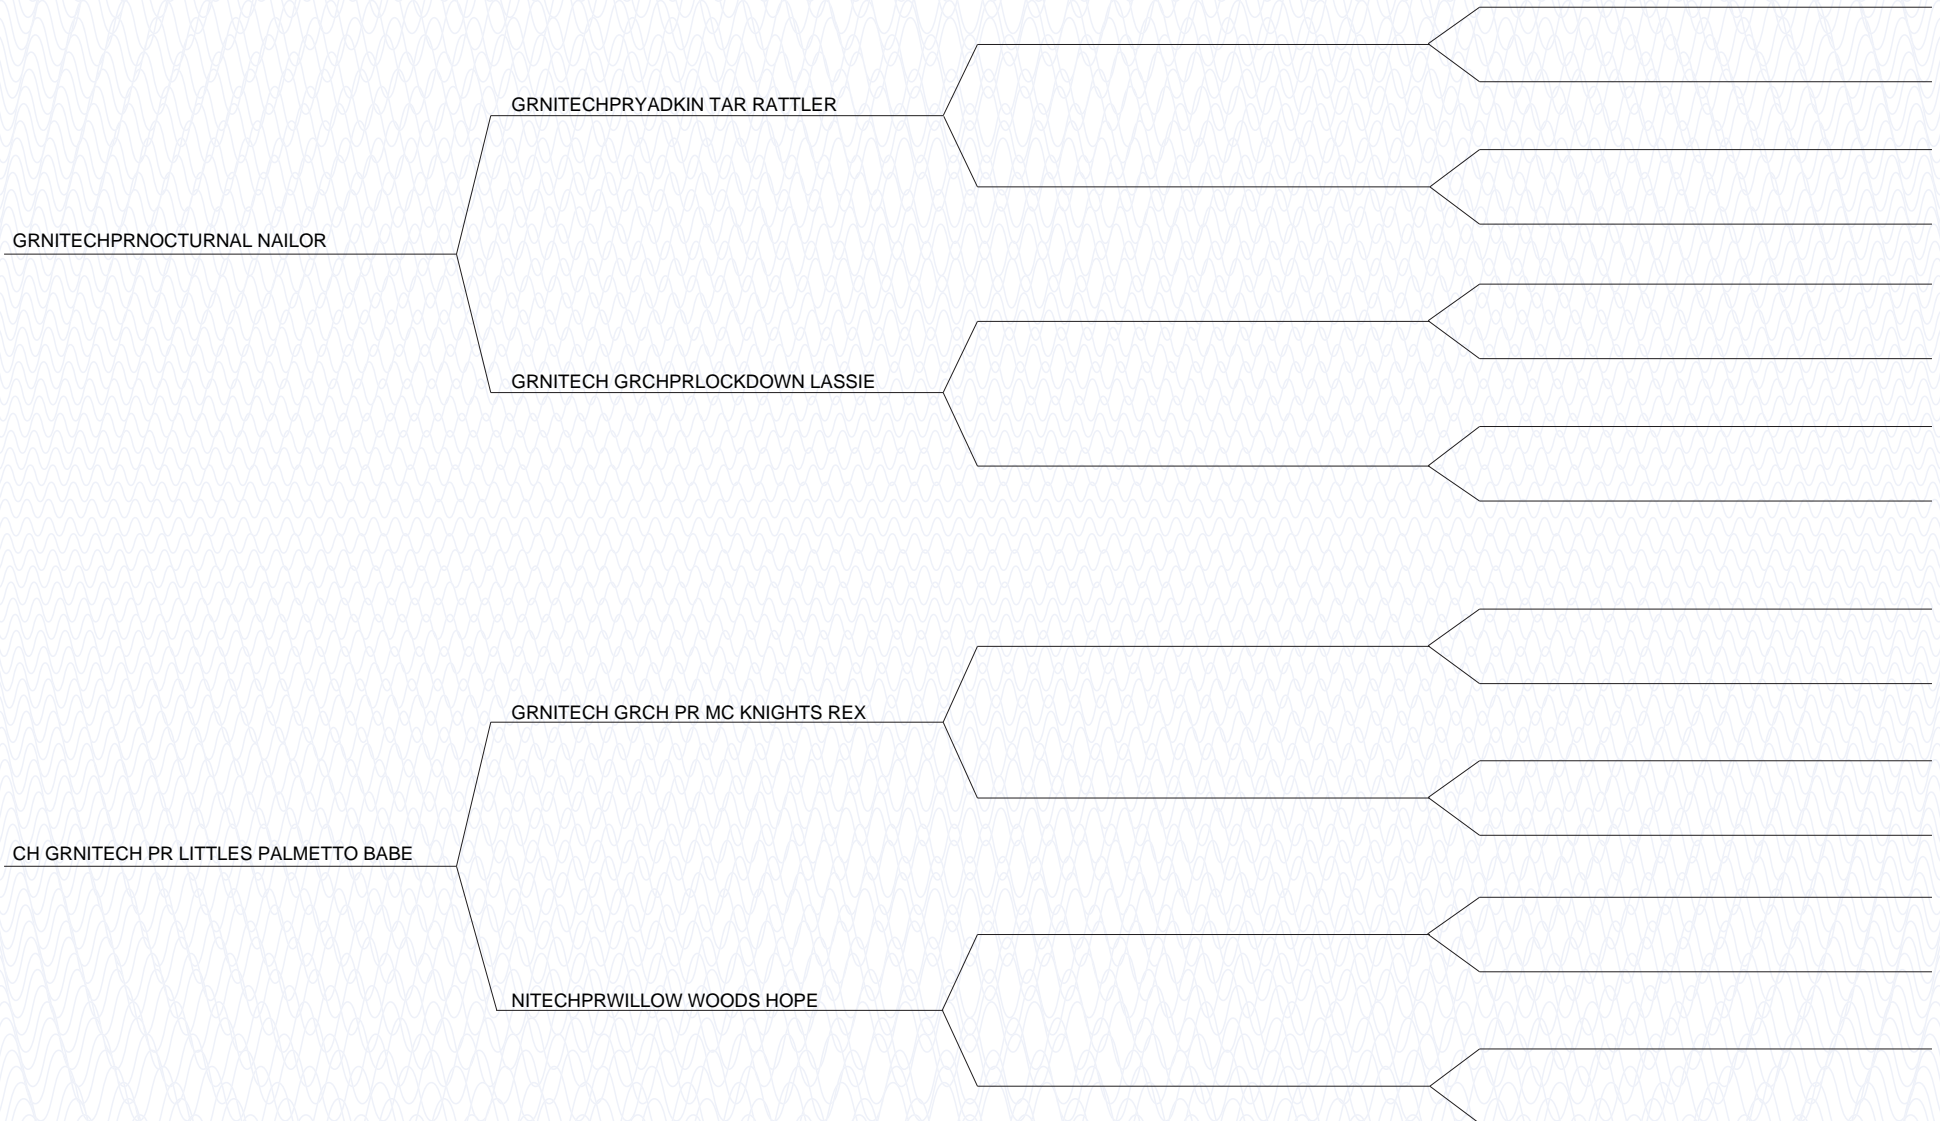 GRNITECHPRYADKIN TAR RATTLER
GRNITECHPRNOCTURNAL NAILOR
GRNITECH GRCHPRLOCKDOWN LASSIE
GRNITECH GRCH PR MC KNIGHTS REX
CH GRNITECH PR LITTLES PALMETTO BABE
NITECHPRWILLOW WOODS HOPE